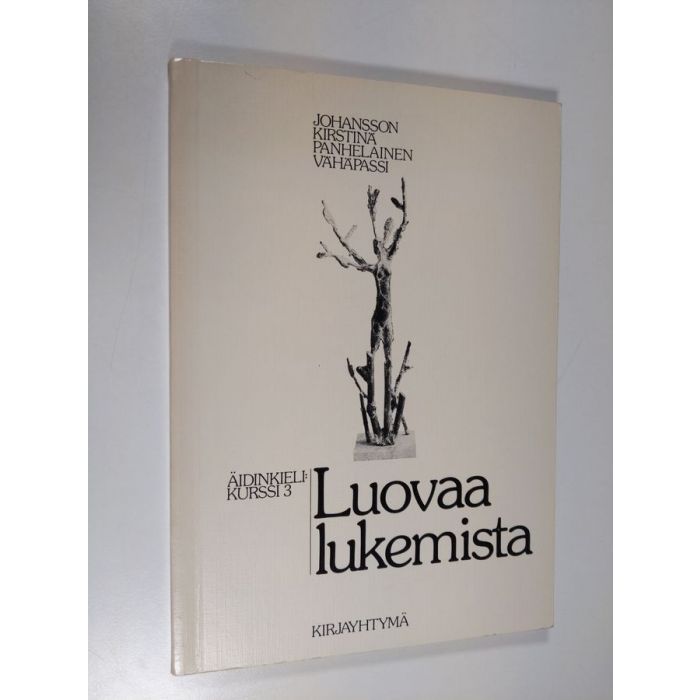 JOHANSSON
KIRSTINÄ
PANHELAINEN
VÄHÄPASSI
ÄIDINKIELI:
KURSSI 3
Luovaa
lukemista
KIRJAYHTYMÄ